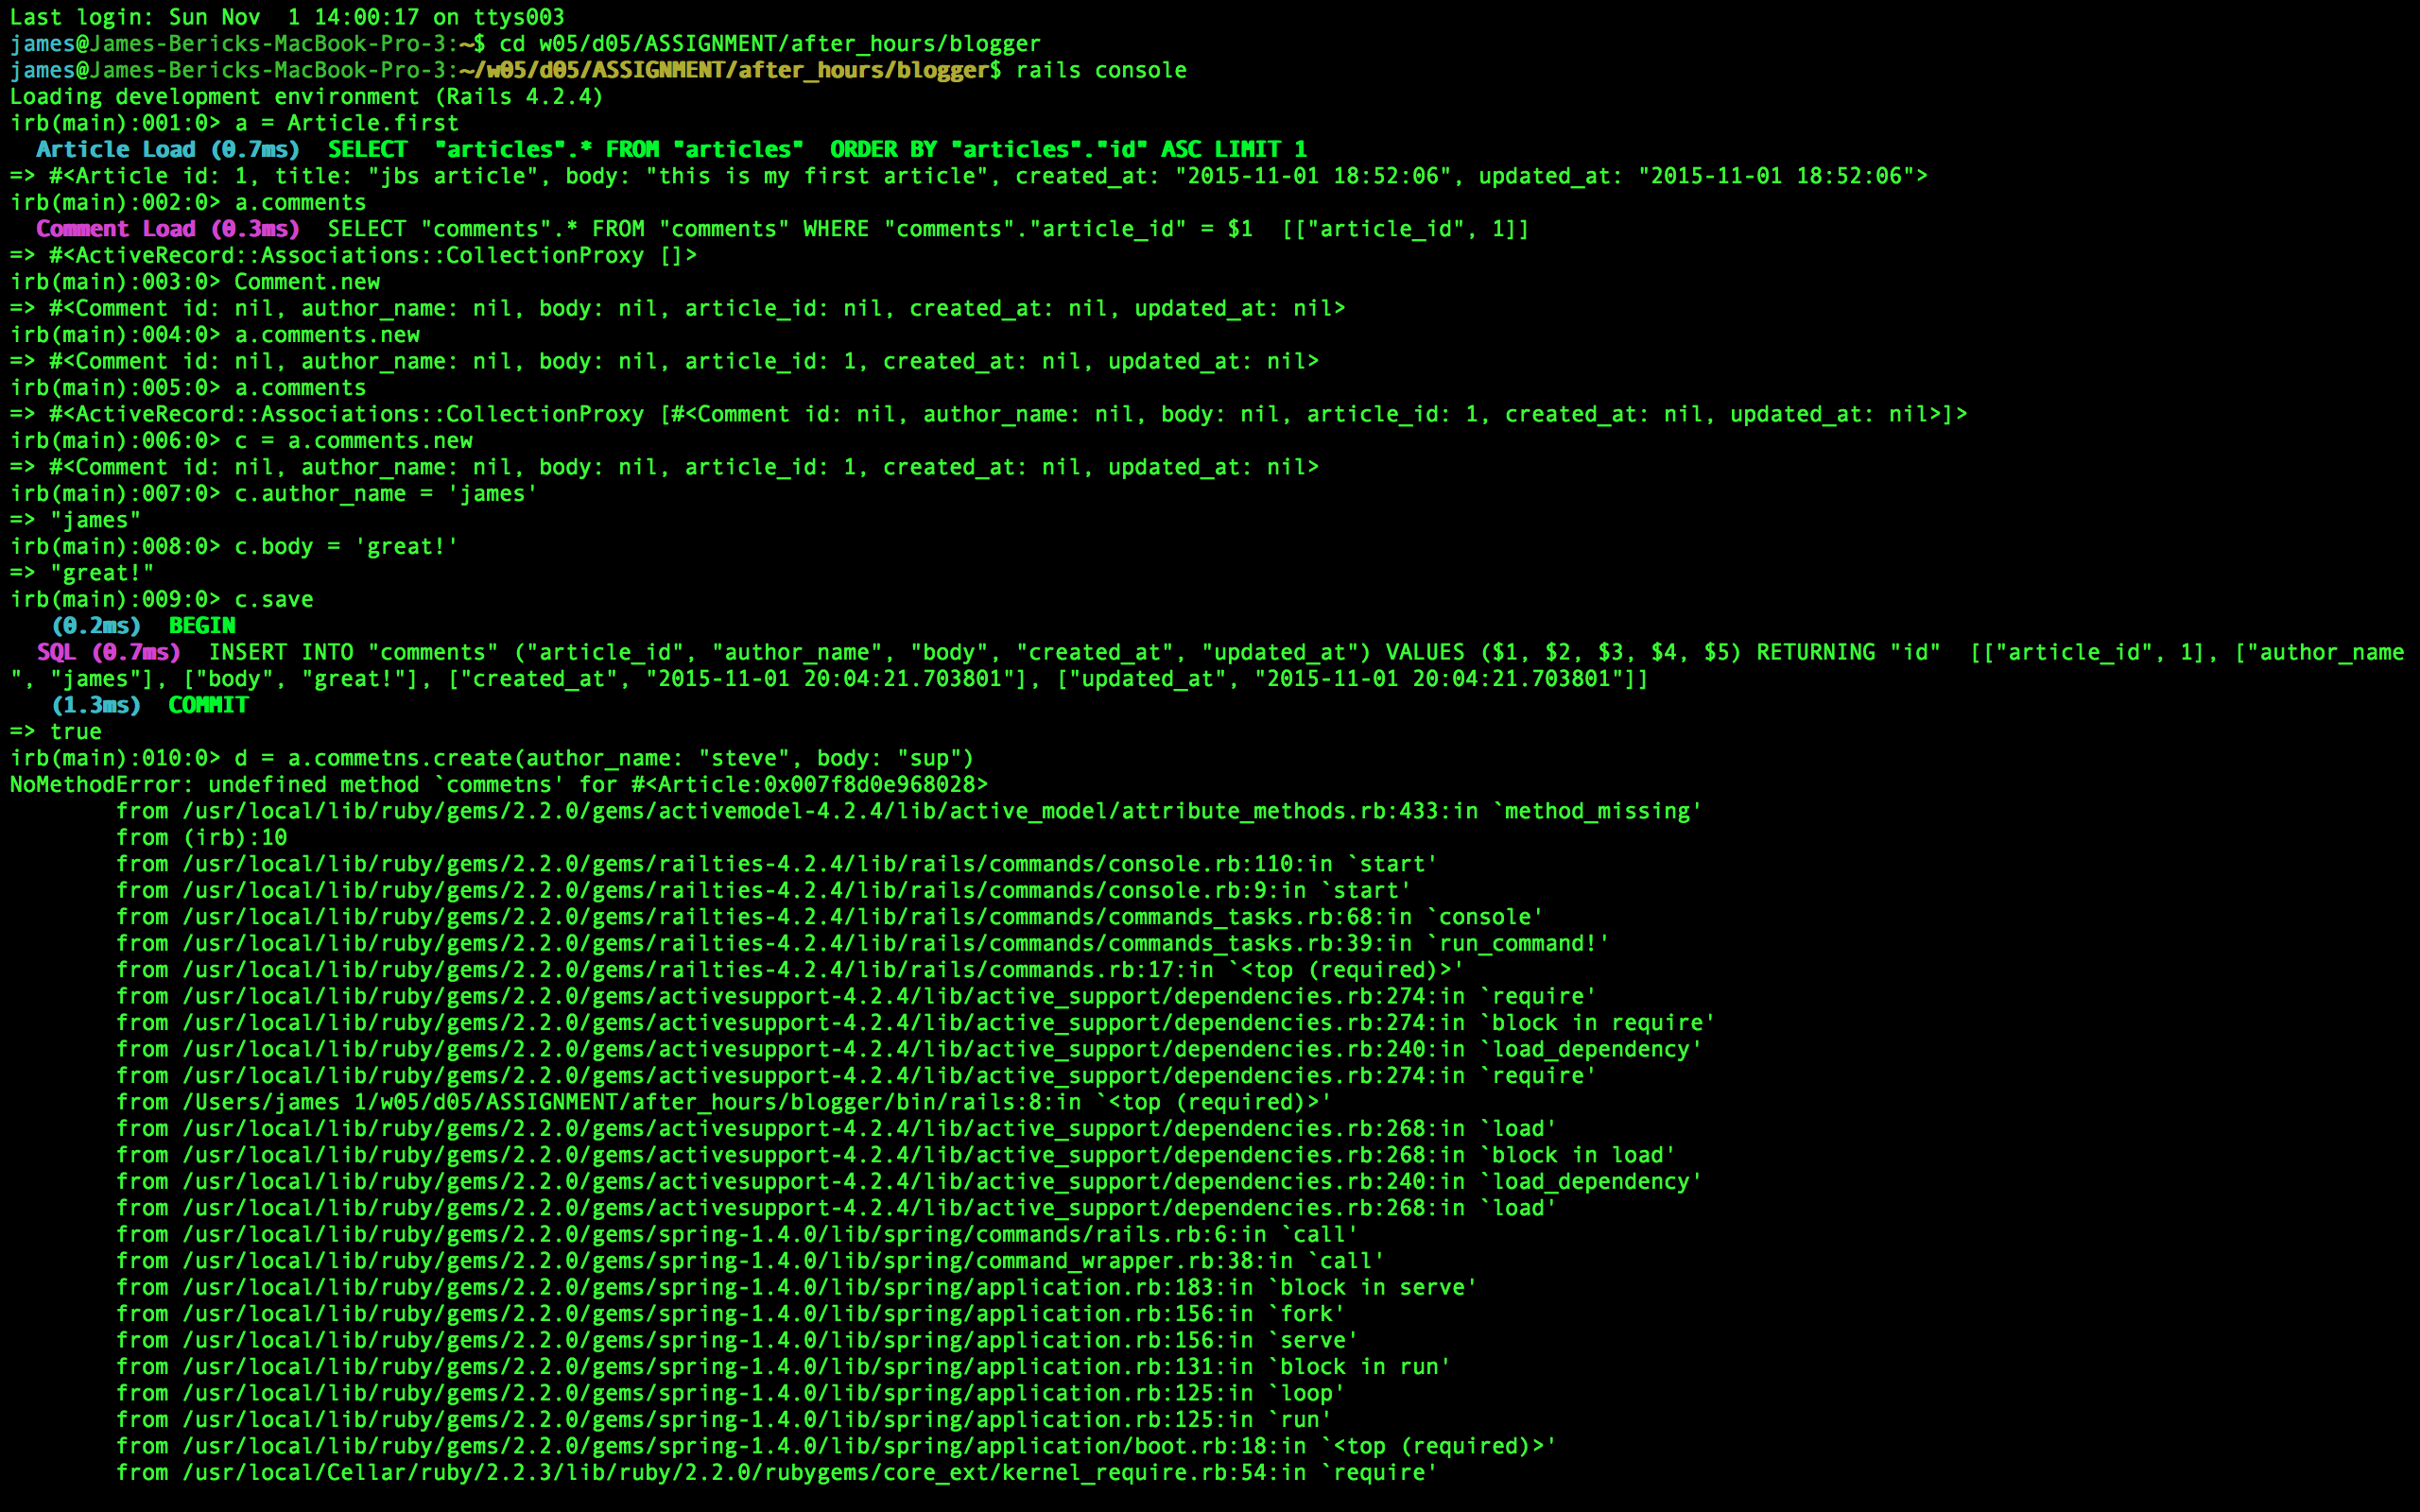 Last login: Sun Nov  1 14:00:17 on ttys003
james@James-Bericks-MacBook-Pro-3:~$ cd w05/d05/ASSIGNMENT/after_hours/blogger
james@James-Bericks-MacBook-Pro-3:~/w05/d05/ASSIGNMENT/after_hours/blogger$ rails console
Loading development environment (Rails 4.2.4)
irb(main):001:0> a = Article.first
  Article Load (0.7ms)  SELECT  "articles".* FROM "articles"  ORDER BY "articles"."id" ASC LIMIT 1
=> #<Article id: 1, title: "jbs article", body: "this is my first article", created_at: "2015-11-01 18:52:06", updated_at: "2015-11-01 18:52:06">
irb(main):002:0> a.comments
  Comment Load (0.3ms)  SELECT "comments".* FROM "comments" WHERE "comments"."article_id" = $1  [["article_id", 1]]
=> #<ActiveRecord::Associations::CollectionProxy []>
irb(main):003:0> Comment.new
=> #<Comment id: nil, author_name: nil, body: nil, article_id: nil, created_at: nil, updated_at: nil>
irb(main):004:0> a.comments.new
=> #<Comment id: nil, author_name: nil, body: nil, article_id: 1, created_at: nil, updated_at: nil>
irb(main):005:0> a.comments
=> #<ActiveRecord::Associations::CollectionProxy [#<Comment id: nil, author_name: nil, body: nil, article_id: 1, created_at: nil, updated_at: nil>]>
irb(main):006:0> c = a.comments.new
=> #<Comment id: nil, author_name: nil, body: nil, article_id: 1, created_at: nil, updated_at: nil>
irb(main):007:0> c.author_name = 'james'
=> "james"
irb(main):008:0> c.body = 'great!'
=> "great!"
irb(main):009:0> c.save
   (0.2ms)  BEGIN
  SQL (0.7ms)  INSERT INTO "comments" ("article_id", "author_name", "body", "created_at", "updated_at") VALUES ($1, $2, $3, $4, $5) RETURNING "id"  [["article_id", 1], ["author_name
", "james"], ["body", "great!"], ["created_at", "2015-11-01 20:04:21.703801"], ["updated_at", "2015-11-01 20:04:21.703801"]]
   (1.3ms)  COMMIT
=> true
irb(main):010:0> d = a.commetns.create(author_name: "steve", body: "sup")
NoMethodError: undefined method `commetns' for #<Article:0x007f8d0e968028>
        from /usr/local/lib/ruby/gems/2.2.0/gems/activemodel-4.2.4/lib/active_model/attribute_methods.rb:433:in `method_missing'
        from (irb):10
        from /usr/local/lib/ruby/gems/2.2.0/gems/railties-4.2.4/lib/rails/commands/console.rb:110:in `start'
        from /usr/local/lib/ruby/gems/2.2.0/gems/railties-4.2.4/lib/rails/commands/console.rb:9:in `start'
        from /usr/local/lib/ruby/gems/2.2.0/gems/railties-4.2.4/lib/rails/commands/commands_tasks.rb:68:in `console'
        from /usr/local/lib/ruby/gems/2.2.0/gems/railties-4.2.4/lib/rails/commands/commands_tasks.rb:39:in `run_command!'
        from /usr/local/lib/ruby/gems/2.2.0/gems/railties-4.2.4/lib/rails/commands.rb:17:in `<top (required)>'
        from /usr/local/lib/ruby/gems/2.2.0/gems/activesupport-4.2.4/lib/active_support/dependencies.rb:274:in `require'
        from /usr/local/lib/ruby/gems/2.2.0/gems/activesupport-4.2.4/lib/active_support/dependencies.rb:274:in `block in require'
        from /usr/local/lib/ruby/gems/2.2.0/gems/activesupport-4.2.4/lib/active_support/dependencies.rb:240:in `load_dependency'
        from /usr/local/lib/ruby/gems/2.2.0/gems/activesupport-4.2.4/lib/active_support/dependencies.rb:274:in `require'
        from /Users/james 1/w05/d05/ASSIGNMENT/after_hours/blogger/bin/rails:8:in `<top (required)>'
        from /usr/local/lib/ruby/gems/2.2.0/gems/activesupport-4.2.4/lib/active_support/dependencies.rb:268:in `load'
        from /usr/local/lib/ruby/gems/2.2.0/gems/activesupport-4.2.4/lib/active_support/dependencies.rb:268:in `block in load'
        from /usr/local/lib/ruby/gems/2.2.0/gems/activesupport-4.2.4/lib/active_support/dependencies.rb:240:in `load_dependency'
        from /usr/local/lib/ruby/gems/2.2.0/gems/activesupport-4.2.4/lib/active_support/dependencies.rb:268:in `load'
        from /usr/local/lib/ruby/gems/2.2.0/gems/spring-1.4.0/lib/spring/commands/rails.rb:6:in `call'
        from /usr/local/lib/ruby/gems/2.2.0/gems/spring-1.4.0/lib/spring/command_wrapper.rb:38:in `call'
        from /usr/local/lib/ruby/gems/2.2.0/gems/spring-1.4.0/lib/spring/application.rb:183:in `block in serve'
        from /usr/local/lib/ruby/gems/2.2.0/gems/spring-1.4.0/lib/spring/application.rb:156:in `fork'
        from /usr/local/lib/ruby/gems/2.2.0/gems/spring-1.4.0/lib/spring/application.rb:156:in `serve'
        from /usr/local/lib/ruby/gems/2.2.0/gems/spring-1.4.0/lib/spring/application.rb:131:in `block in run'
        from /usr/local/lib/ruby/gems/2.2.0/gems/spring-1.4.0/lib/spring/application.rb:125:in `loop'
        from /usr/local/lib/ruby/gems/2.2.0/gems/spring-1.4.0/lib/spring/application.rb:125:in `run'
        from /usr/local/lib/ruby/gems/2.2.0/gems/spring-1.4.0/lib/spring/application/boot.rb:18:in `<top (required)>'
        from /usr/local/Cellar/ruby/2.2.3/lib/ruby/2.2.0/rubygems/core_ext/kernel_require.rb:54:in `require'